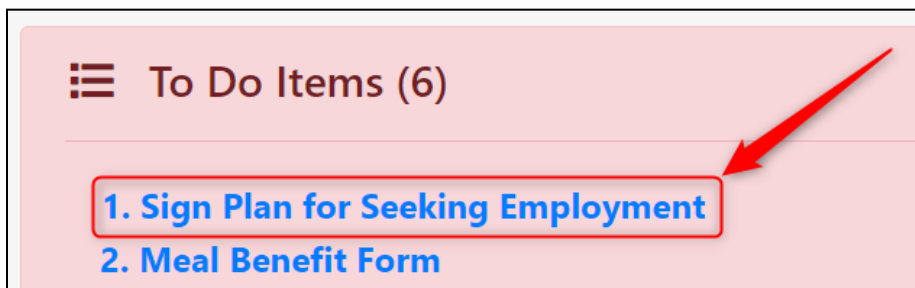 To Do Items (6)
1. Sign Plan for Seeking Employment
2. Meal Benefit Form